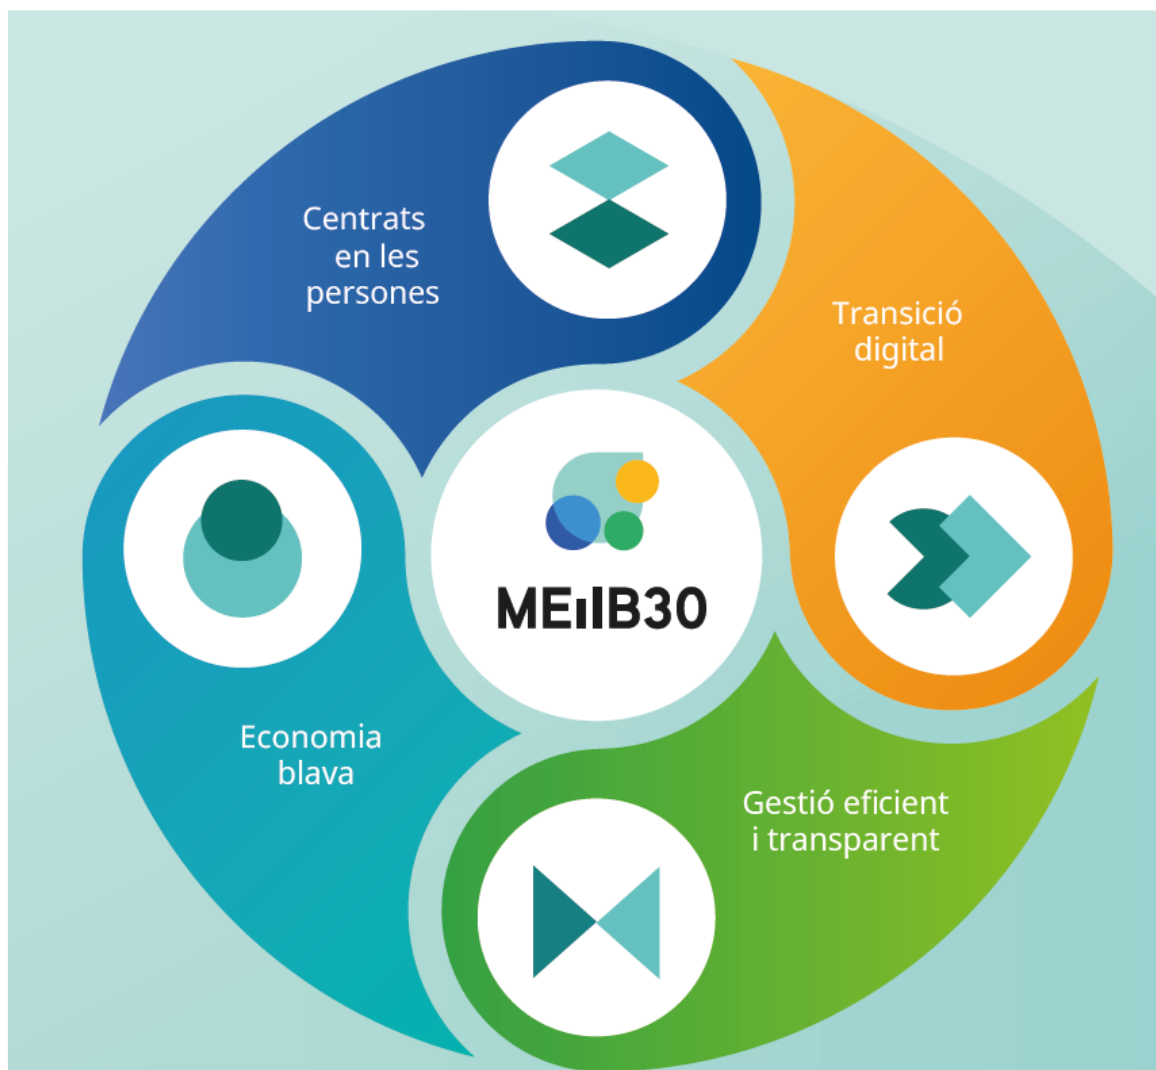 Centrats
en les
persones
Transició
digital
MEIIB30
Economia
blava
Gestió eficient
i transparent